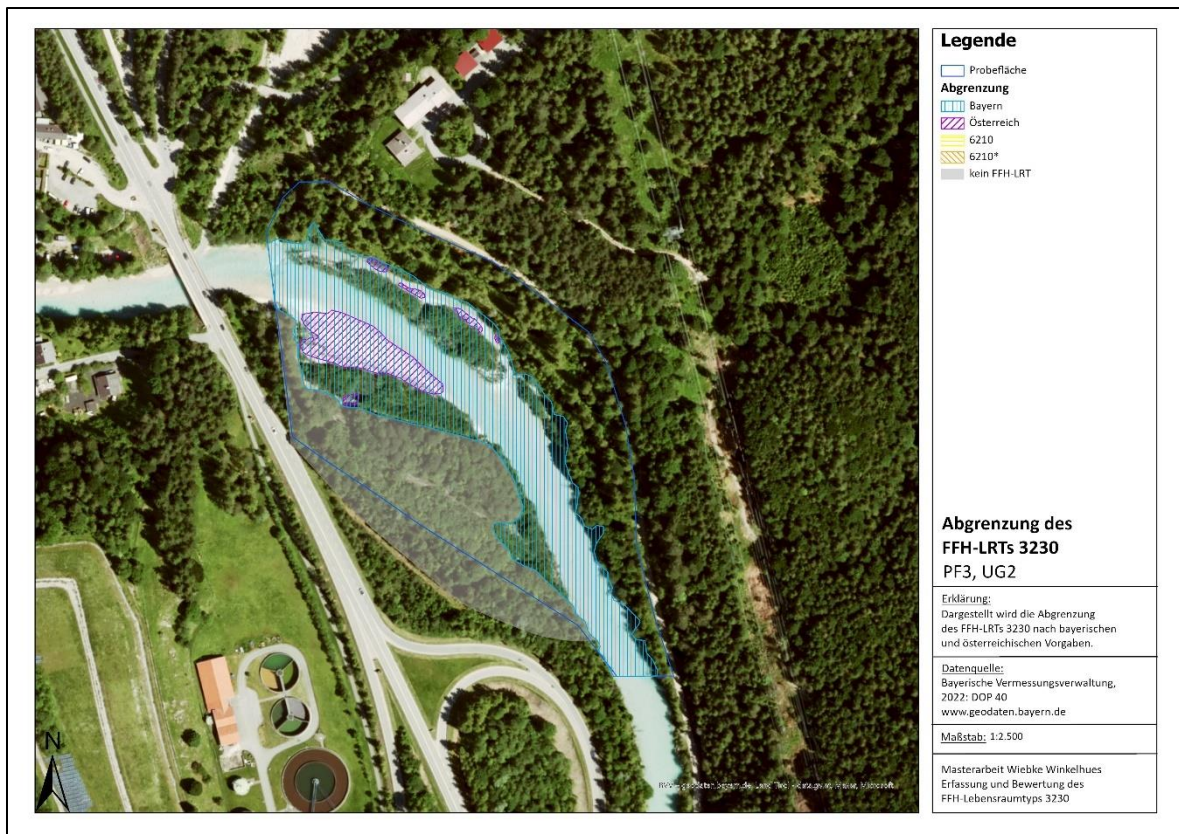 Legende
Probefläche
Abgrenzung
Bayern
Österreich
6210
6210*
kein FFH-LRT
Abgrenzung des
FFH-LRTs 3230
PF3, UG2
Erklärung:
Dargestellt wird die Abgrenzung
des FFH-LRTs 3230 nach bayerischen
und österreichischen Vorgaben.
Datenquelle:
Bayerische Vermessungsverwaltung,
2022: DOP 40
www.geodaten.bayern.de
Maßstab: 1:2.500
Masterarbeit Wiebke Winkelhues
Erfassung und Bewertung des
FFH-Lebensraumtyps 3230
N
Maxar, Microsoft